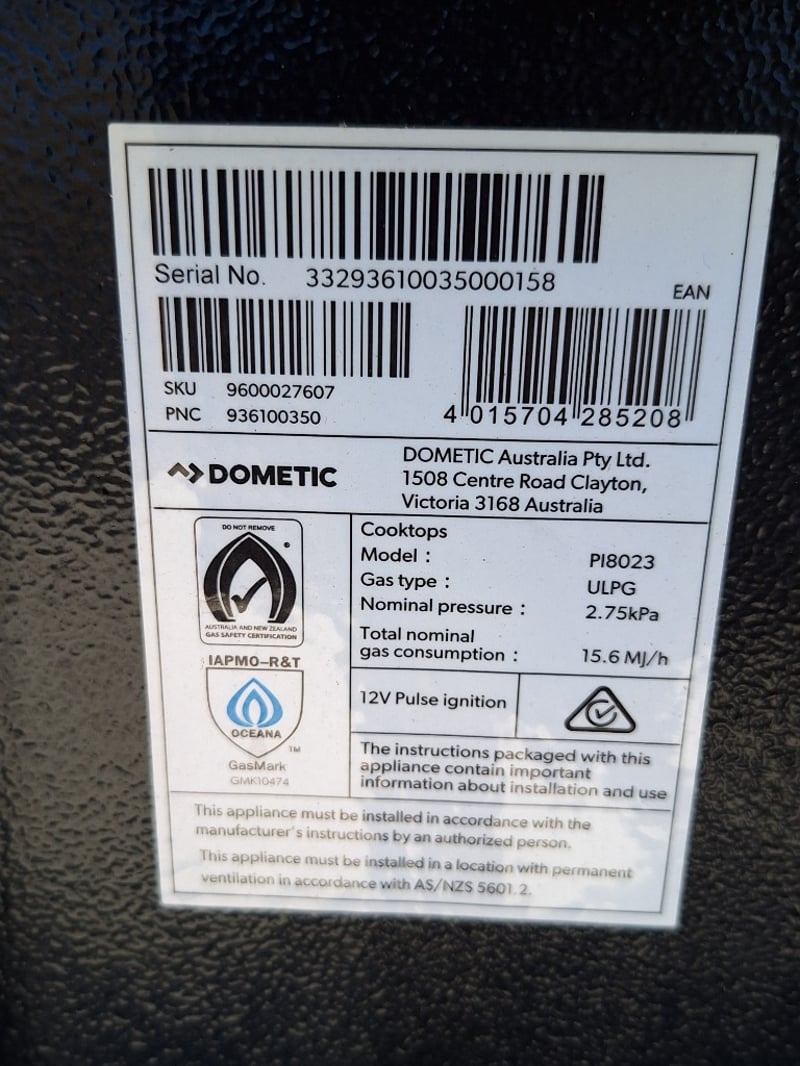 Serial No. 33293610035000158
EAN
SKU 9600027607
PNC 936100350
4 015704 285208
DOMETIC
DOMETIC Australia Pty Ltd.
1508 Centre Road Clayton,
Victoria 3168 Australia
DO NOT REMOVE
AUSTRALIA AND NEW ZEALAND
GAS SAFETY CERTIFICATION
IAPMO-R&T
OCEANA
TM
GasMark
GMK10474
Cooktops
Model : PI8023
Gas type : ULPG
Nominal pressure : 2.75kPa
Total nominal
gas consumption : 15.6 MJ/h
12V Pulse ignition
The instructions packaged with this
appliance contain important
information about installation and use
This appliance must be installed in accordance with the
manufacturer's instructions by an authorized person.
This appliance must be installed in a location with permanent
ventilation in accordance with AS/NZS 5601.2.